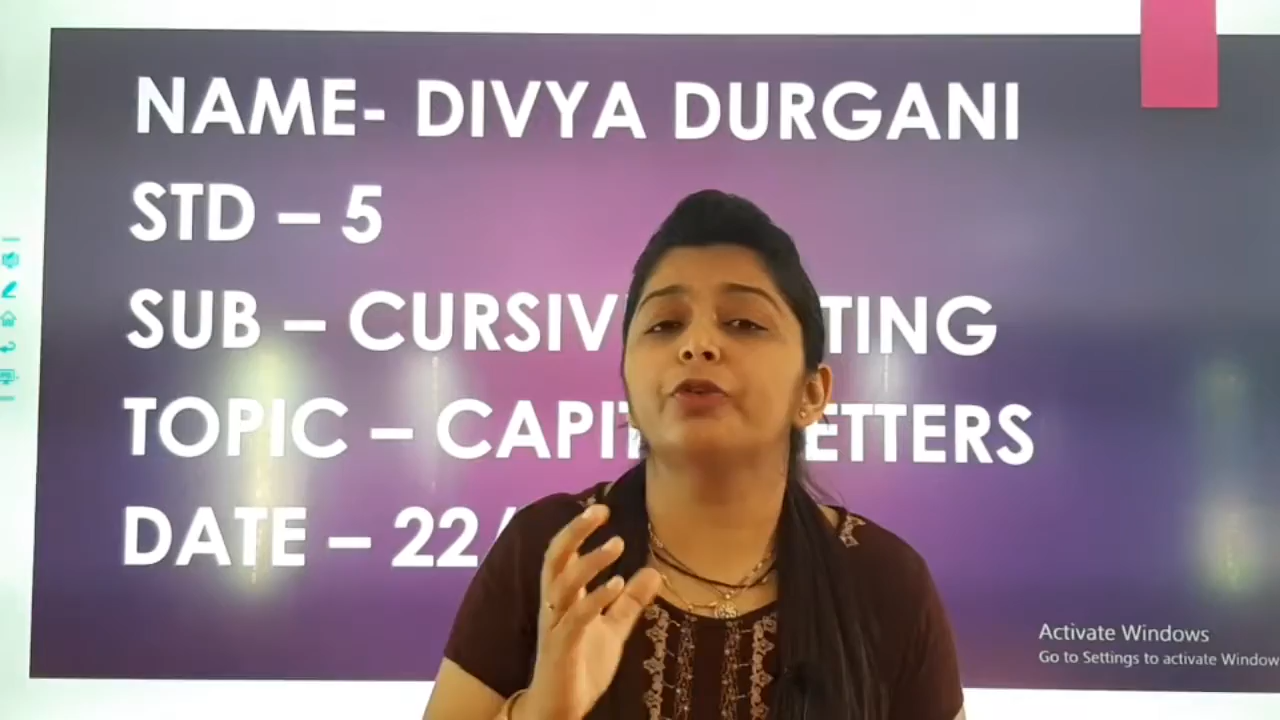 NAME- DIVYA DURGANI
STD – 5
SUB – CURSIV TING
TOPIC – CAPIT ETTERS
DATE – 22/
Activate Windows
Go to Settings to activate Window